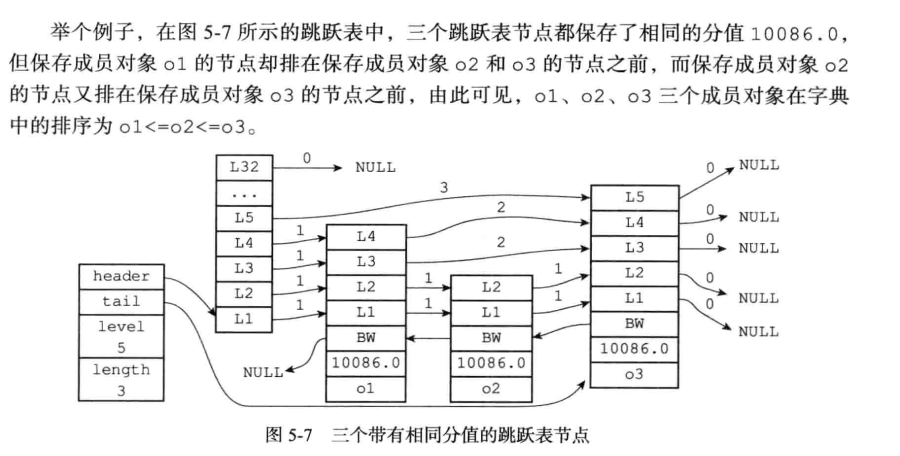 举个例子，在图 5-7 所示的跳跃表中，三个跳跃表节点都保存了相同的分值 10086.0，
但保存成员对象 o1 的节点却排在保存成员对象 o2 和 o3 的节点之前，而保存成员对象 o2
的节点又排在保存成员对象 o3 的节点之前，由此可见，o1、o2、o3 三个成员对象在字典
中的排序为 o1<=o2<=o3。
L32
0
NULL
...
L5
3
L4
1
L3
1
L2
1
L1
1
header
tail
level
5
length
3
L4
2
L3
2
L2
1
L1
1
BW
NULL
10086.0
o1
L2
1
L1
1
BW
10086.0
o2
L5
0
NULL
L4
0
NULL
L3
0
NULL
L2
0
NULL
L1
0
NULL
BW
10086.0
o3
图 5-7 三个带有相同分值的跳跃表节点